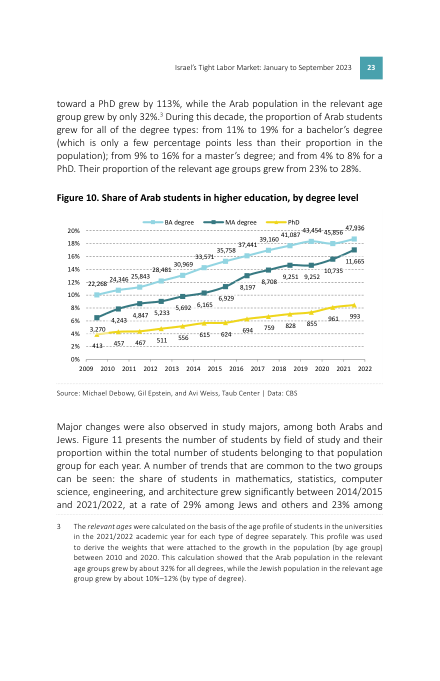 Israel's Tight Labor Market: January to September 2023 23
toward a PhD grew by 113%, while the Arab population in the relevant age
group grew by only 32%.3 During this decade, the proportion of Arab students
grew for all of the degree types: from 11% to 19% for a bachelor's degree
(which is only a few percentage points less than their proportion in the
population); from 9% to 16% for a master's degree; and from 4% to 8% for a
PhD. Their proportion of the relevant age groups grew from 23% to 28%.
Figure 10. Share of Arab students in higher education, by degree level
BA degree MA degree PhD
20%
18%
16%
14%
12%
10%
8%
6%
4%
2%
0%
22,268 24,346 25,843 28,481 30,969 33,571 35,758 37,441 39,160 41,087 43,454 45,856 47,936
3,270 4,243 4,847 5,233 5,692 6,165 6,929 8,197 8,708 9,251 9,252 10,735 11,665
413 457 467 511 556 615 624 694 759 828 855 961 993
2009 2010 2011 2012 2013 2014 2015 2016 2017 2018 2019 2020 2021 2022
Source: Michael Debowy, Gil Epstein, and Avi Weiss, Taub Center | Data: CBS
Major changes were also observed in study majors, among both Arabs and
Jews. Figure 11 presents the number of students by field of study and their
proportion within the total number of students belonging to that population
group for each year. A number of trends that are common to the two groups
can be seen: the share of students in mathematics, statistics, computer
science, engineering, and architecture grew significantly between 2014/2015
and 2021/2022, at a rate of 29% among Jews and others and 23% among
3 The relevant ages were calculated on the basis of the age profile of students in the universities
in the 2021/2022 academic year for each type of degree separately. This profile was used
to derive the weights that were attached to the growth in the population (by age group)
between 2010 and 2020. This calculation showed that the Arab population in the relevant
age groups grew by about 32% for all degrees, while the Jewish population in the relevant age
group grew by about 10%–12% (by type of degree).